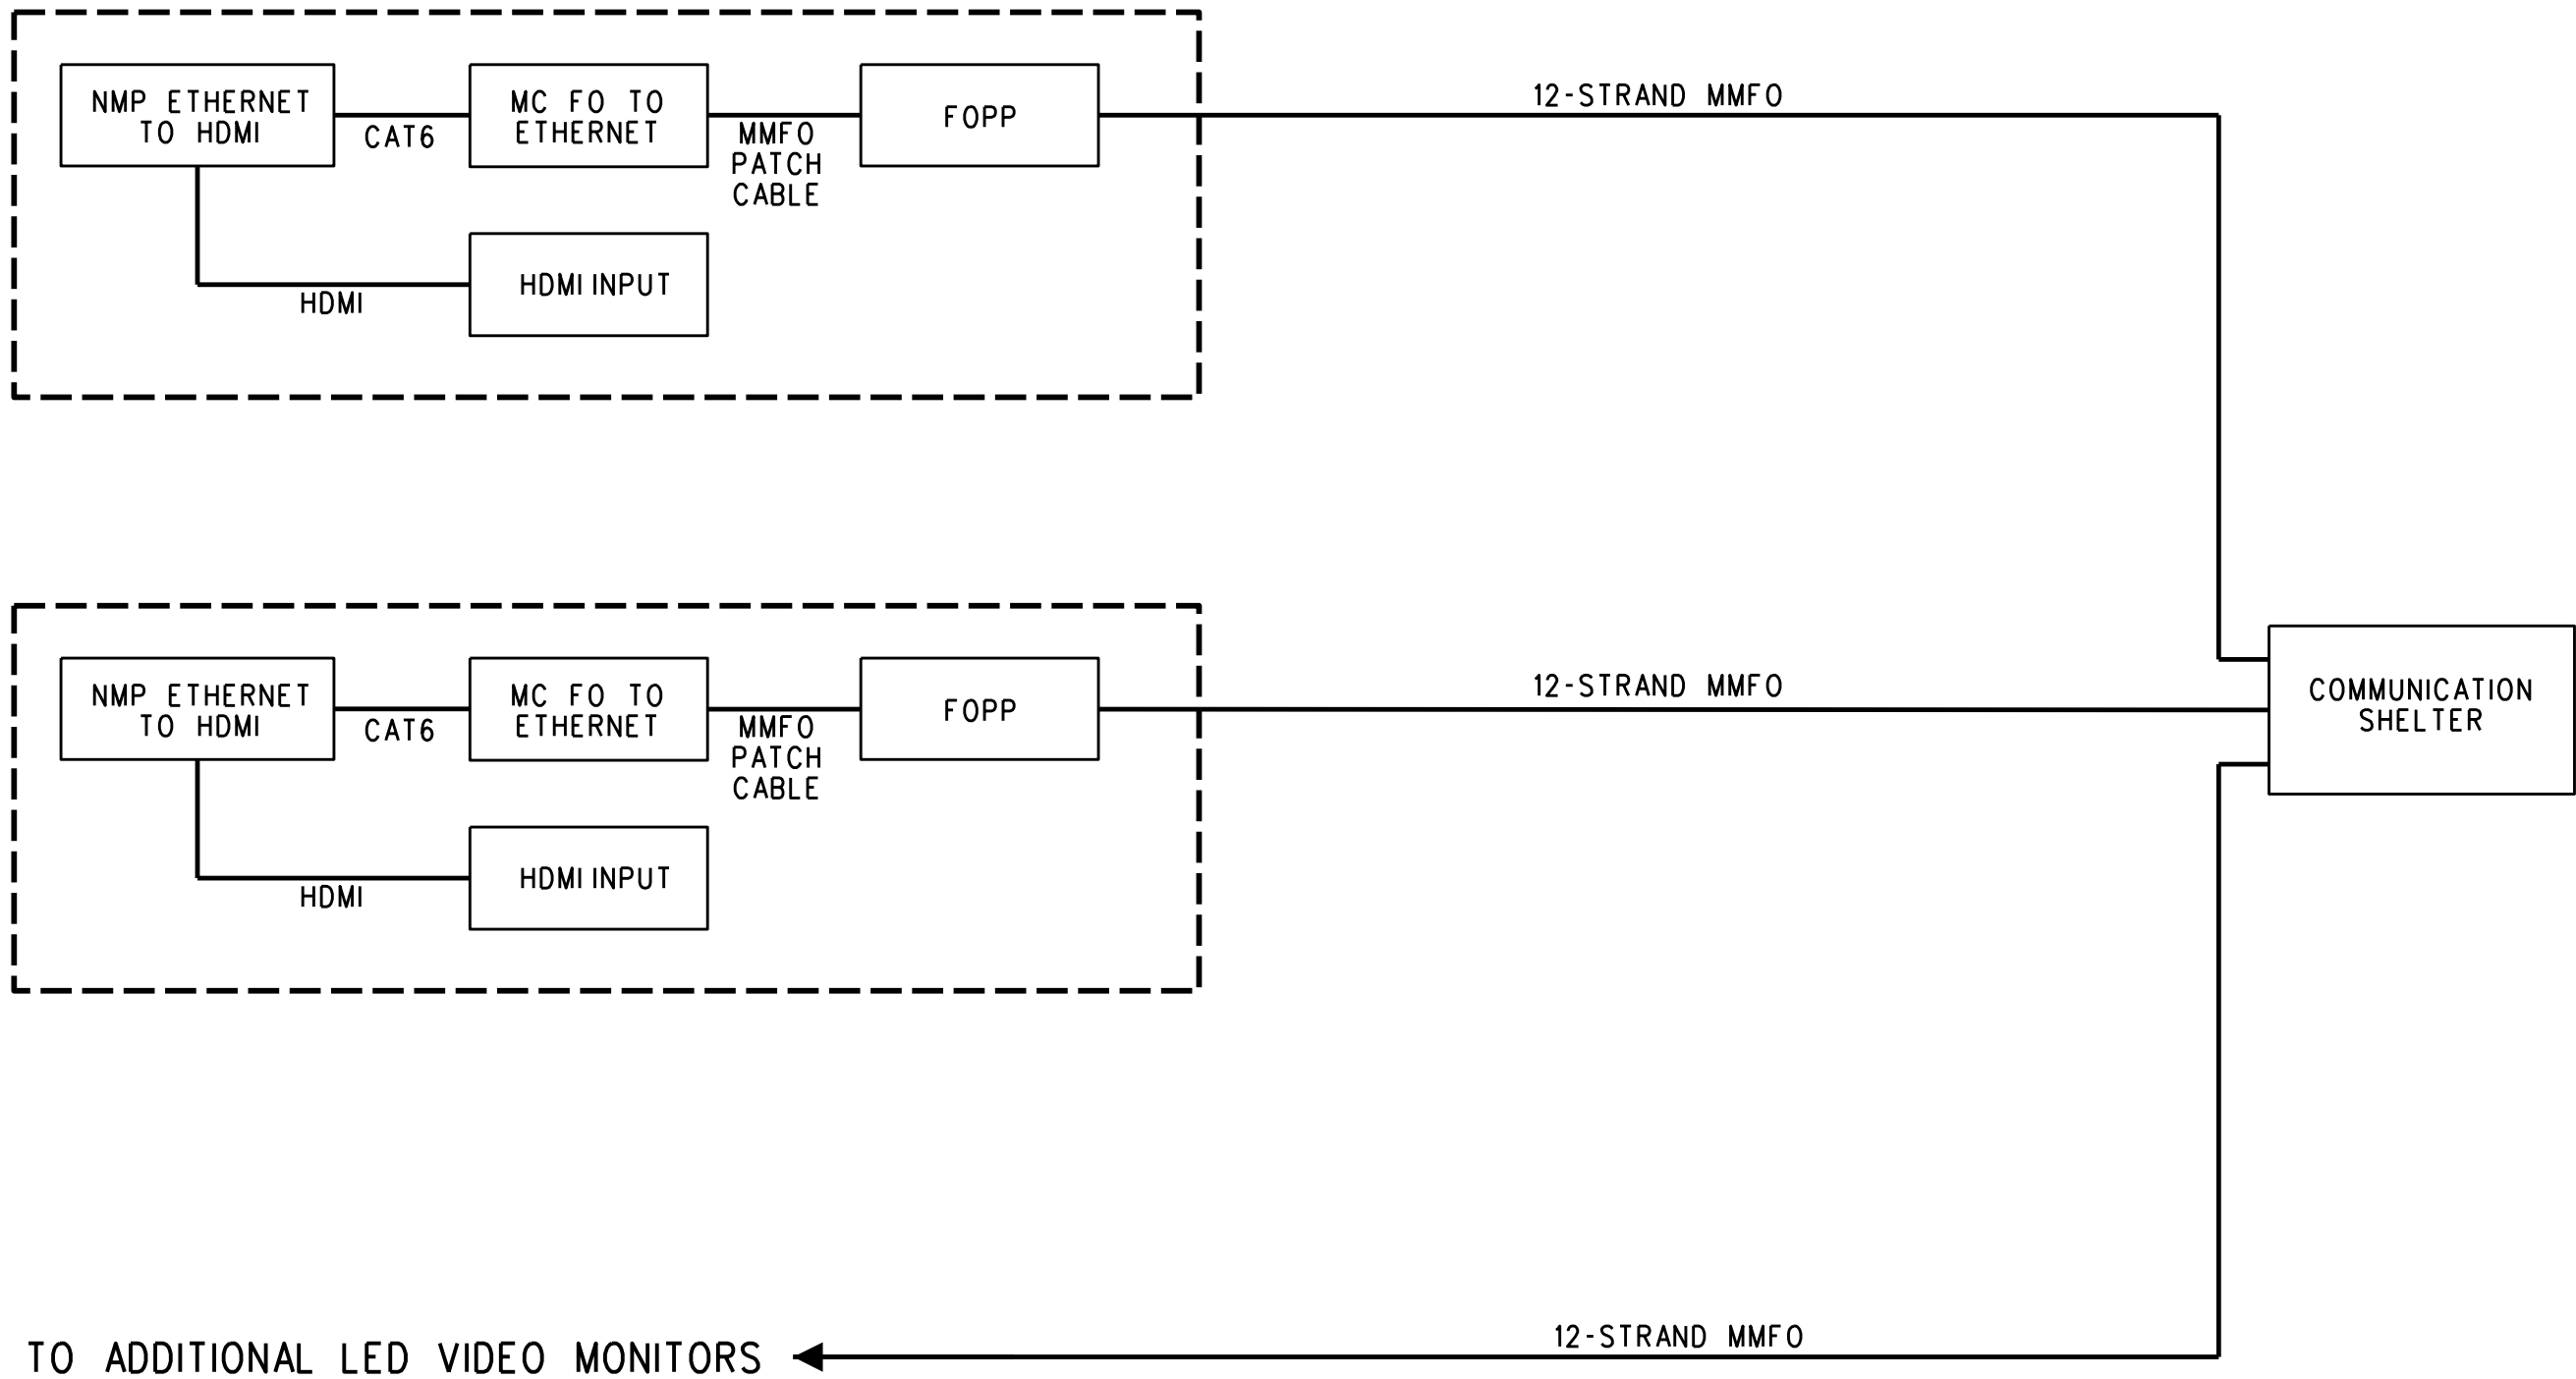 NMP ETHERNET
TO HDMI
CAT6
MC FO TO
ETHERNET
MMFO
PATCH
CABLE
FOPP
12-STRAND MMFO
HDMI
HDMI INPUT
NMP ETHERNET
TO HDMI
CAT6
MC FO TO
ETHERNET
MMFO
PATCH
CABLE
FOPP
12-STRAND MMFO
COMMUNICATION
SHELTER
HDMI
HDMI INPUT
12-STRAND MMFO
TO ADDITIONAL LED VIDEO MONITORS